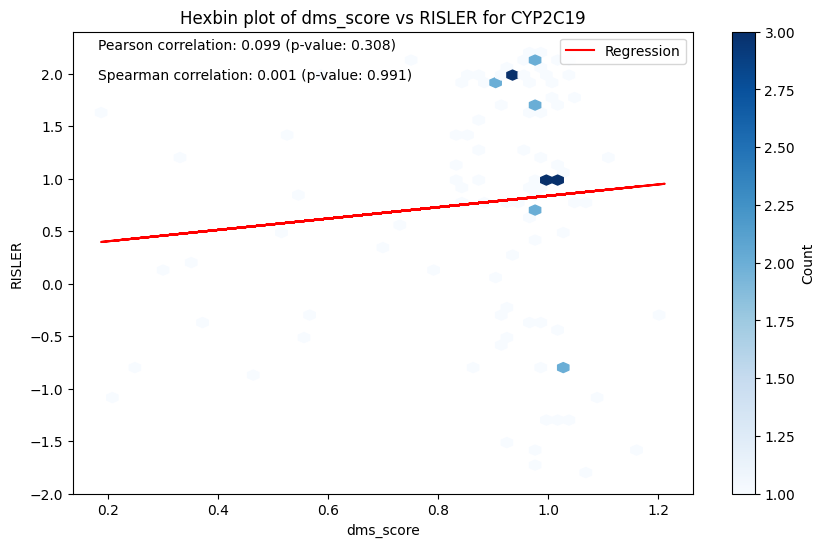 Hexbin plot of dms_score vs RISLER for CYP2C19
Pearson correlation: 0.099 (p-value: 0.308)
Spearman correlation: 0.001 (p-value: 0.991)
Regression
RISLER
2.0
1.5
1.0
0.5
0.0
−0.5
−1.0
−1.5
−2.0
0.2 0.4 0.6 0.8 1.0 1.2
dms_score
3.00
2.75
2.50
2.25
2.00
1.75
1.50
1.25
1.00
Count